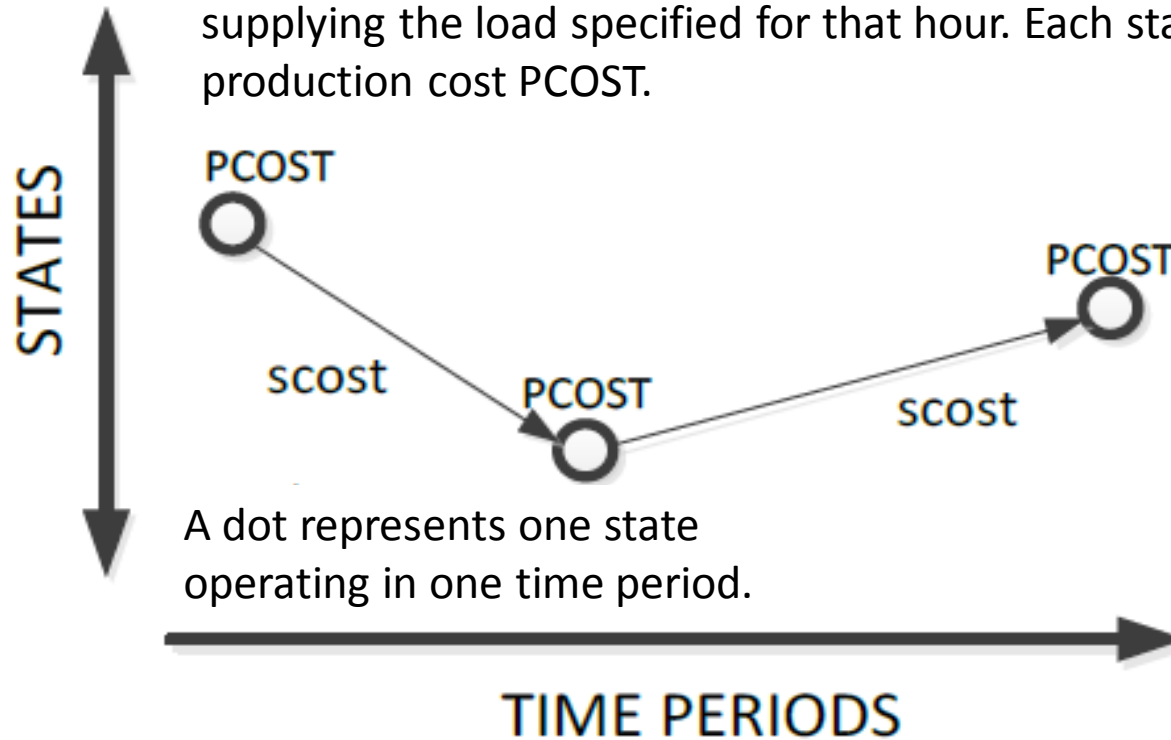 supplying the load specified for that hour. Each
production cost PCOST.
STATES
PCOST
PCOST
scost
PCOST
scost
A dot represents one state
operating in one time period.
TIME PERIODS